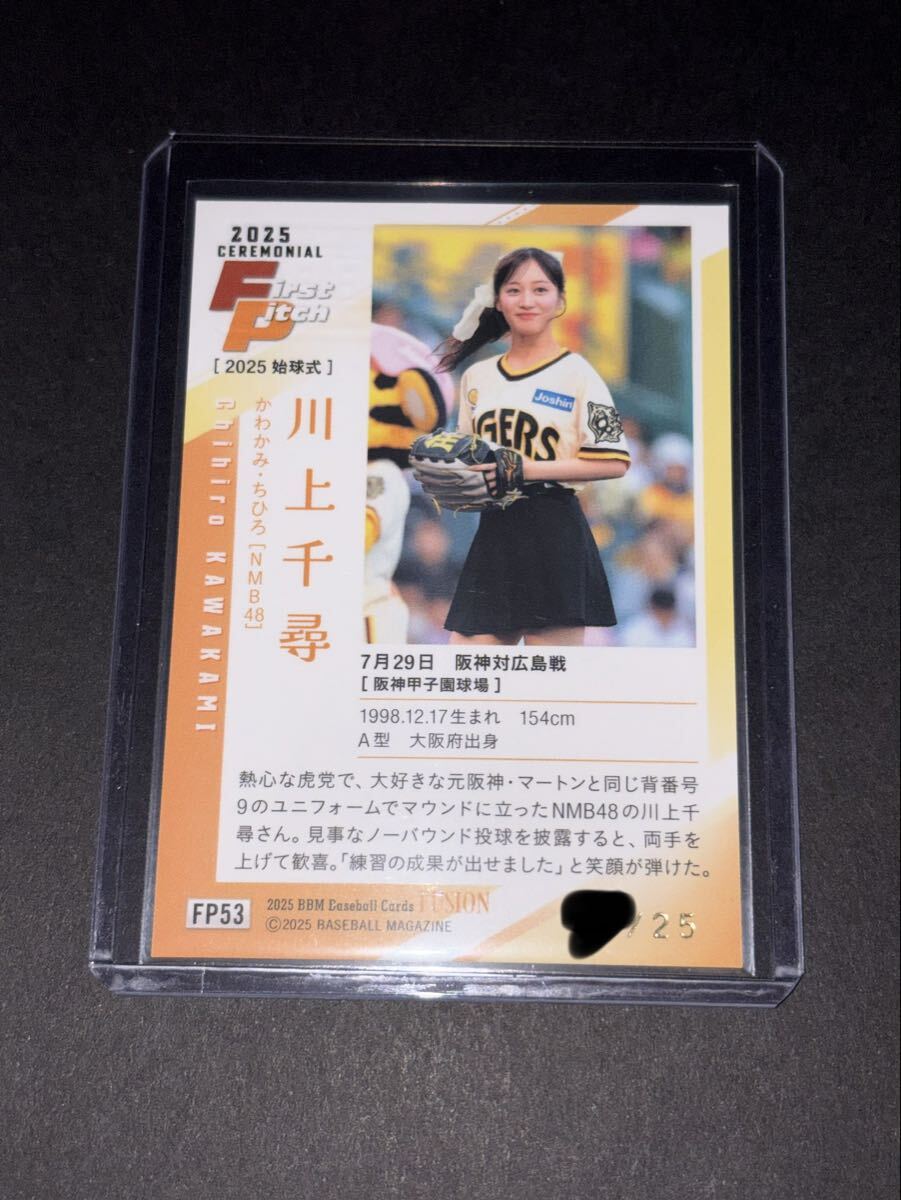 2025
CEREMONIAL
First
Pitch
[ 2025 始球式 ]
川上千尋
かわかみ・ちひろ [NMB48]
Chihiro KAWAKAMI
Joshin
IGERS
7月29日 阪神対広島戦
[ 阪神甲子園球場 ]
1998.12.17生まれ 154cm
A型 大阪府出身
熱心な虎党で、大好きな元阪神・マートンと同じ背番号
9のユニフォームでマウンドに立ったNMB48の川上千
尋さん。見事なノーバウンド投球を披露すると、両手を
上げて歓喜。「練習の成果が出せました」と笑顔が弾けた。
FP53
2025 BBM Baseball Cards FUSION
©2025 BASEBALL MAGAZINE
/25